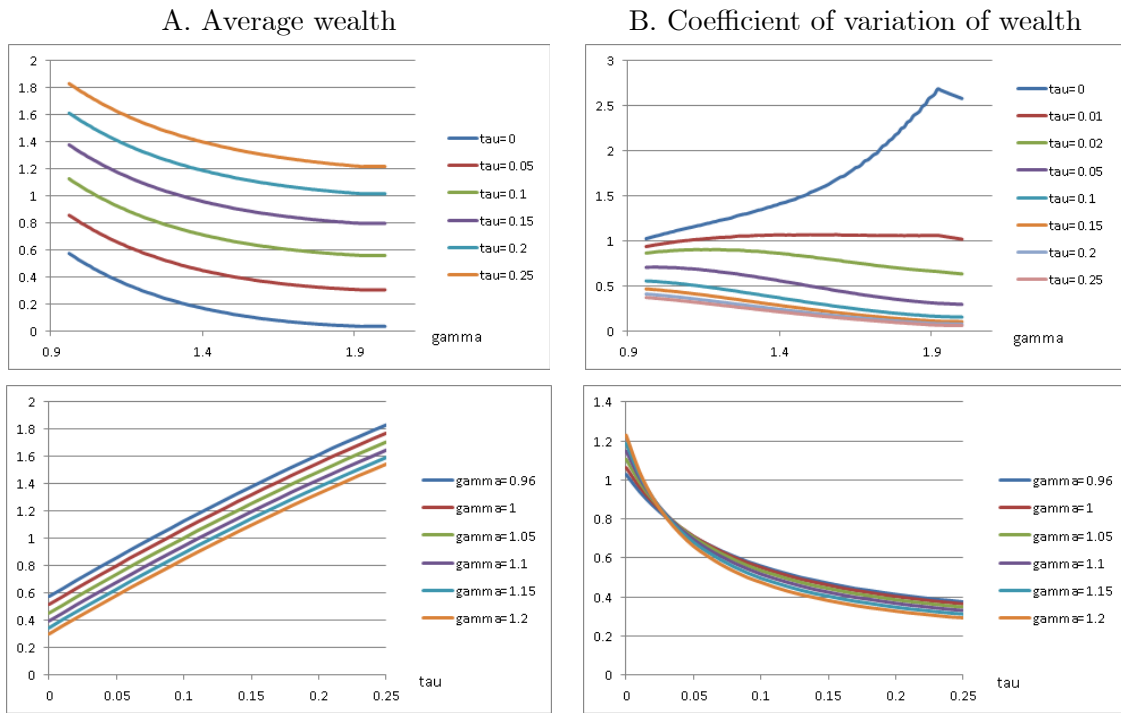 A. Average wealth
B. Coefficient of variation of wealth
2
1.8
1.6
1.4
1.2
1
0.8
0.6
0.4
0.2
0
0.9
1.4
1.9
gamma
tau=0
tau=0.05
tau=0.1
tau=0.15
tau=0.2
tau=0.25
3
2.5
2
1.5
1
0.5
0
0.9
1.4
1.9
gamma
tau=0
tau=0.01
tau=0.02
tau=0.05
tau=0.1
tau=0.15
tau=0.2
tau=0.25
2
1.8
1.6
1.4
1.2
1
0.8
0.6
0.4
0.2
0
0
0.05
0.1
0.15
0.2
0.25
tau
gamma=0.96
gamma=1
gamma=1.05
gamma=1.1
gamma=1.15
gamma=1.2
1.4
1.2
1
0.8
0.6
0.4
0.2
0
0
0.05
0.1
0.15
0.2
0.25
tau
gamma=0.96
gamma=1
gamma=1.05
gamma=1.1
gamma=1.15
gamma=1.2